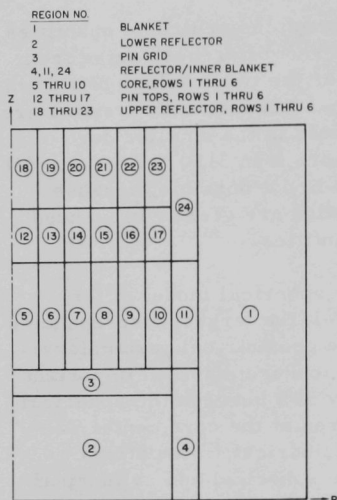 REGION NO.
1 BLANKET
2 LOWER REFLECTOR
3 PIN GRID
4, 11, 24 REFLECTOR/INNER BLANKET
5 THRU 10 CORE, ROWS 1 THRU 6
12 THRU 17 PIN TOPS, ROWS 1 THRU 6
18 THRU 23 UPPER REFLECTOR, ROWS 1 THRU 6
Z
18 19 20 21 22 23
24
12 13 14 15 16 17
5 6 7 8 9 10 11 1
3
2 4
R